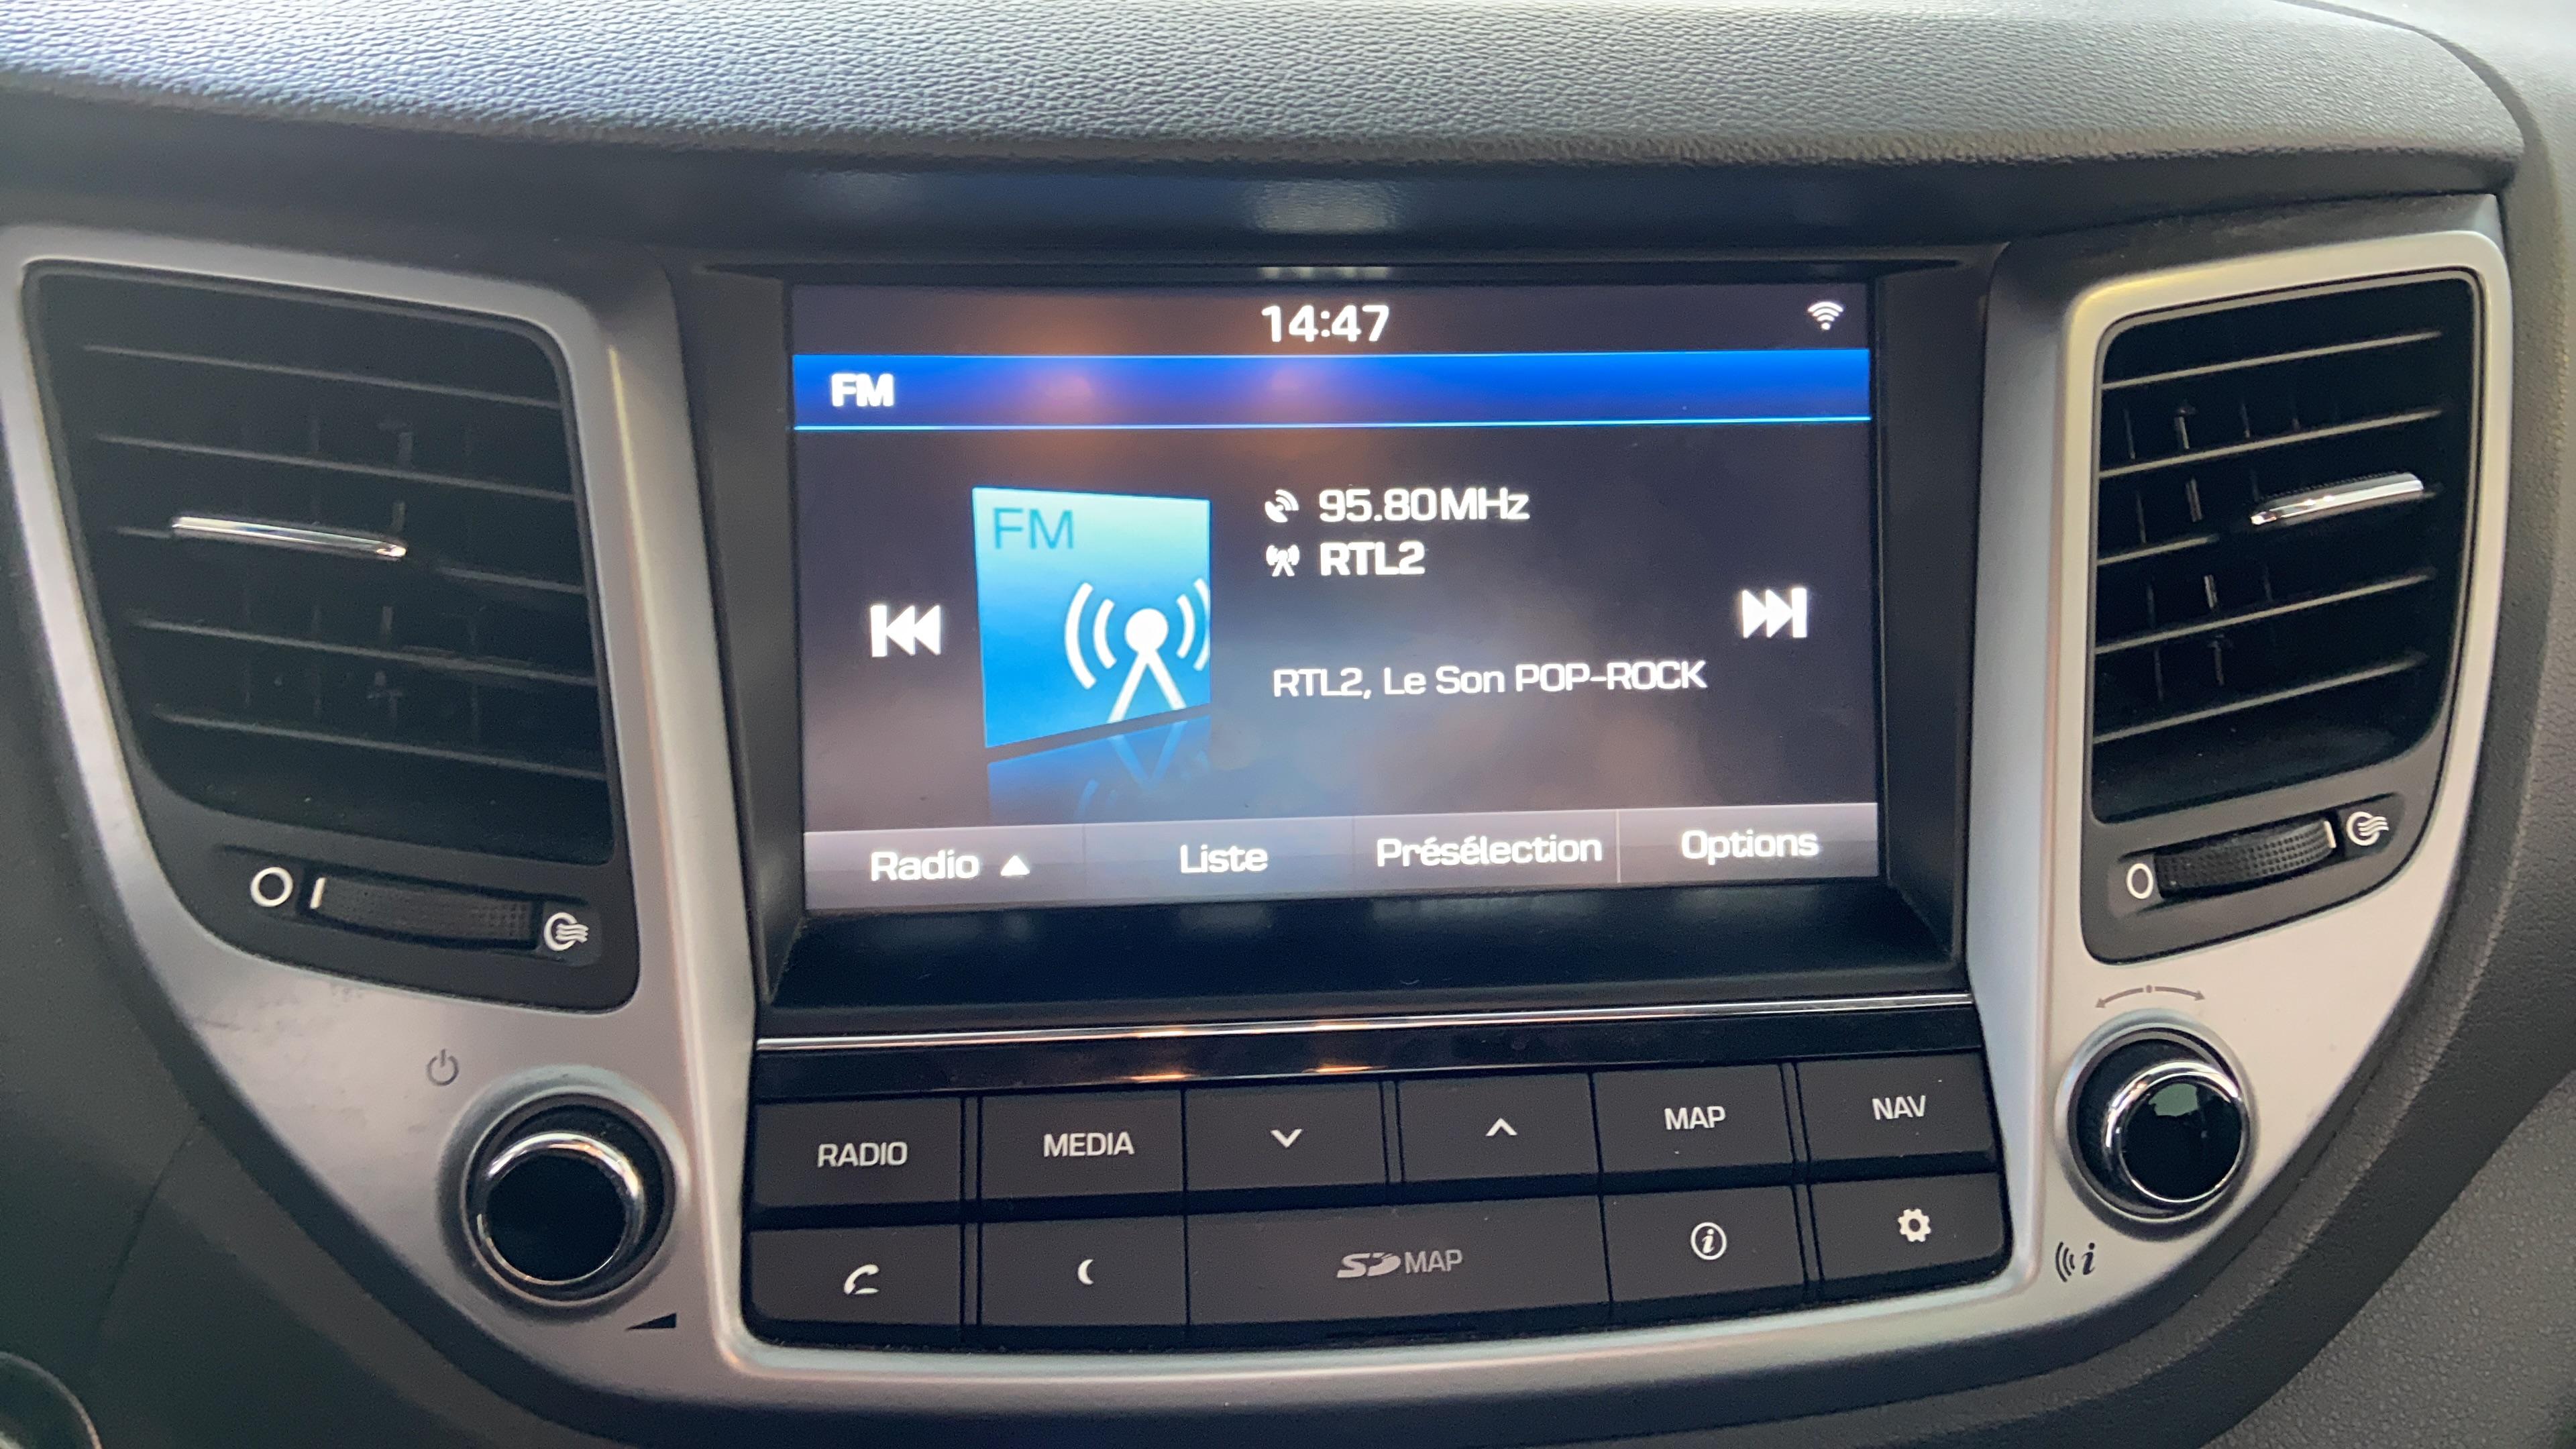 14:47
FM
FM
95.80MHz
RTL2
RTL2, Le Son POP-ROCK
Radio
Liste
Présélection
Options
RADIO
MEDIA
MAP
NAV
SD MAP
i
i